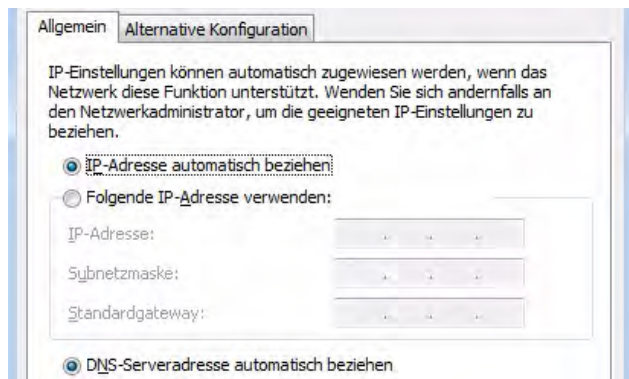 Allgemein Alternative Konfiguration
IP-Einstellungen können automatisch zugewiesen werden, wenn das
Netzwerk diese Funktion unterstützt. Wenden Sie sich andernfalls an
den Netzwerkadministrator, um die geeigneten IP-Einstellungen zu
beziehen.
IP-Adresse automatisch beziehen
Folgende IP-Adresse verwenden:
IP-Adresse:
Subnetzmaske:
Standardgateway:
DNS-Serveradresse automatisch beziehen